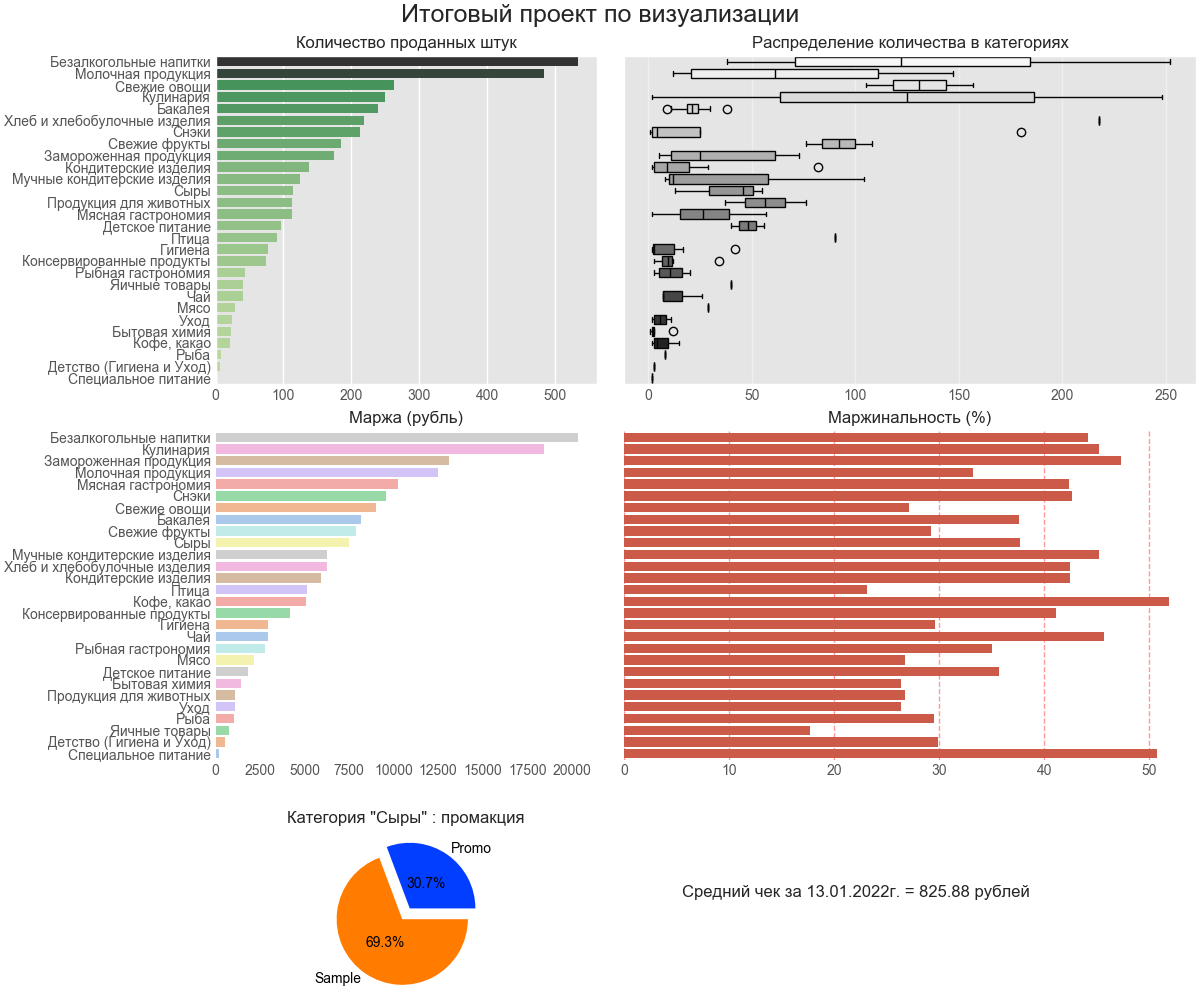 Итоговый проект по визуализации
Количество проданных штук
Безалкогольные напитки
Молочная продукция
Свежие овощи
Кулинария
Бакалея
Хлеб и хлебобулочные изделия
Снэки
Свежие фрукты
Замороженная продукция
Кондитерские изделия
Мучные кондитерские изделия
Сыры
Продукция для животных
Мясная гастрономия
Детское питание
Птица
Гигиена
Консервированные продукты
Рыбная гастрономия
Яичные товары
Чай
Мясо
Уход
Бытовая химия
Кофе, какао
Рыба
Детство (Гигиена и Уход)
Специальное питание
0 100 200 300 400 500
Распределение количества в категориях
0 50 100 150 200 250
Маржа (рубль)
Безалкогольные напитки
Кулинария
Замороженная продукция
Молочная продукция
Мясная гастрономия
Снэки
Свежие овощи
Бакалея
Свежие фрукты
Сыры
Мучные кондитерские изделия
Хлеб и хлебобулочные изделия
Кондитерские изделия
Птица
Кофе, какао
Консервированные продукты
Гигиена
Чай
Рыбная гастрономия
Мясо
Детское питание
Бытовая химия
Продукция для животных
Уход
Рыба
Яичные товары
Детство (Гигиена и Уход)
Специальное питание
0 2500 5000 7500 10000 12500 15000 17500 20000
Маржинальность (%)
0 10 20 30 40 50
Категория "Сыры" : промакция
Promo
30.7%
69.3%
Sample
Средний чек за 13.01.2022г. = 825.88 рублей